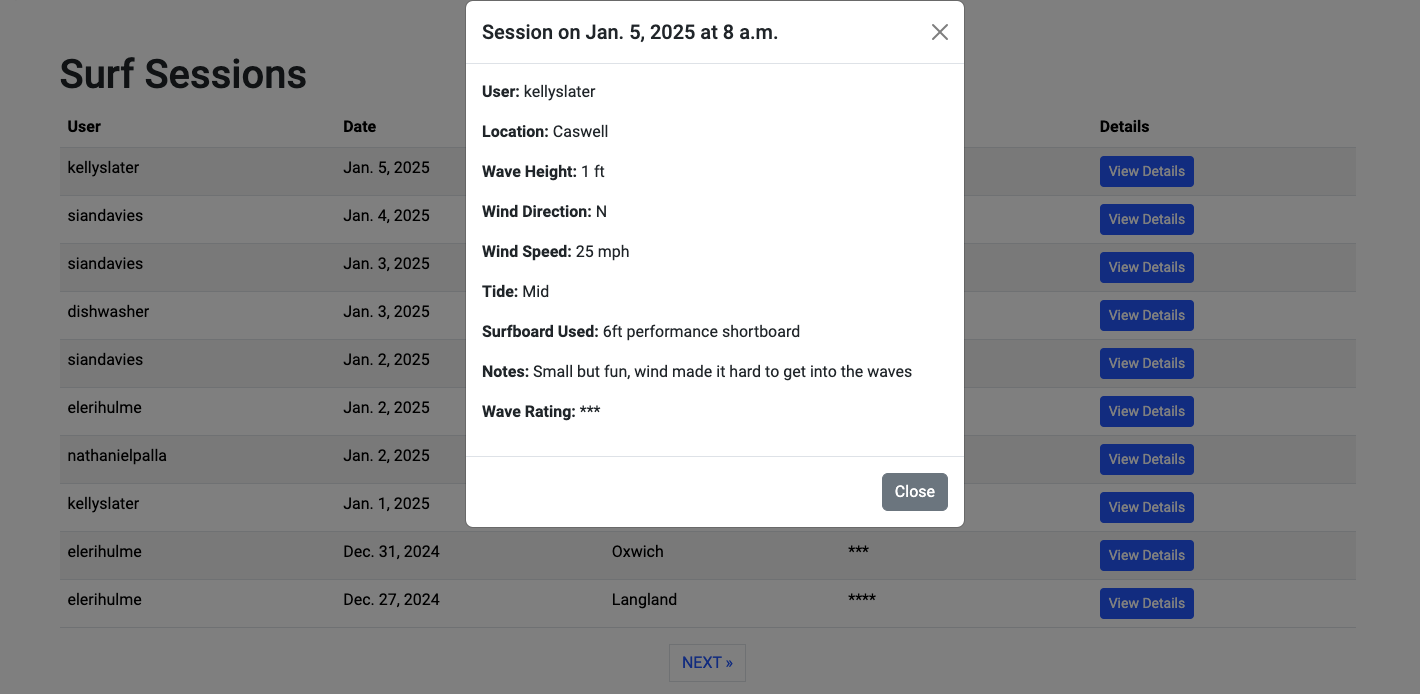 Session on Jan. 5, 2025 at 8 a.m.
User: kellyslater
Location: Caswell
Wave Height: 1 ft
Wind Direction: N
Wind Speed: 25 mph
Tide: Mid
Surfboard Used: 6ft performance shortboard
Notes: Small but fun, wind made it hard to get into the waves
Wave Rating: ***
Close
Surf Sessions
User Date Details
kellyslater Jan. 5, 2025 View Details
siandavies Jan. 4, 2025 View Details
siandavies Jan. 3, 2025 View Details
dishwasher Jan. 3, 2025 View Details
siandavies Jan. 2, 2025 View Details
elerihulme Jan. 2, 2025 View Details
nathanielpalla Jan. 2, 2025 View Details
kellyslater Jan. 1, 2025 View Details
elerihulme Dec. 31, 2024 Oxwich *** View Details
elerihulme Dec. 27, 2024 Langland **** View Details
NEXT »